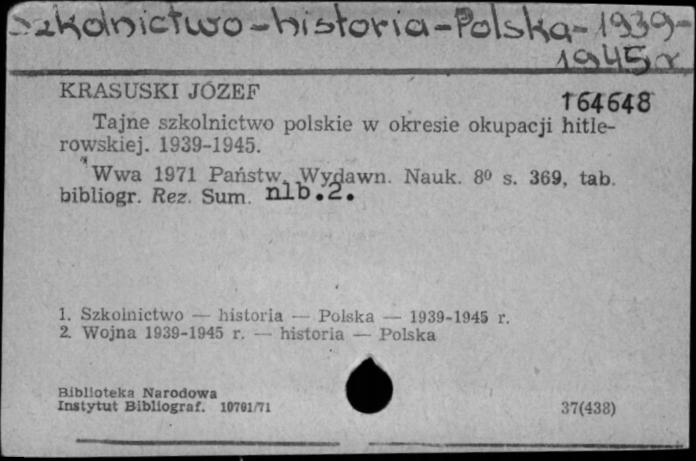 Szkolnictwo-historia-Polska-1939-
1945 r
KRASUSKI JÓZEF
164648
Tajne szkolnictwo polskie w okresie okupacji hitle-
rowskiej. 1939-1945.
Wwa 1971 Państw. Wydawn. Nauk. 8⁰ s. 369, tab.
bibliogr. Rez. Sum. nlb.2.
1. Szkolnictwo — historia — Polska — 1939-1945 r.
2. Wojna 1939-1945 r. — historia — Polska
Biblioteka Narodowa
Instytut Bibliograf. 10791/71
37(438)